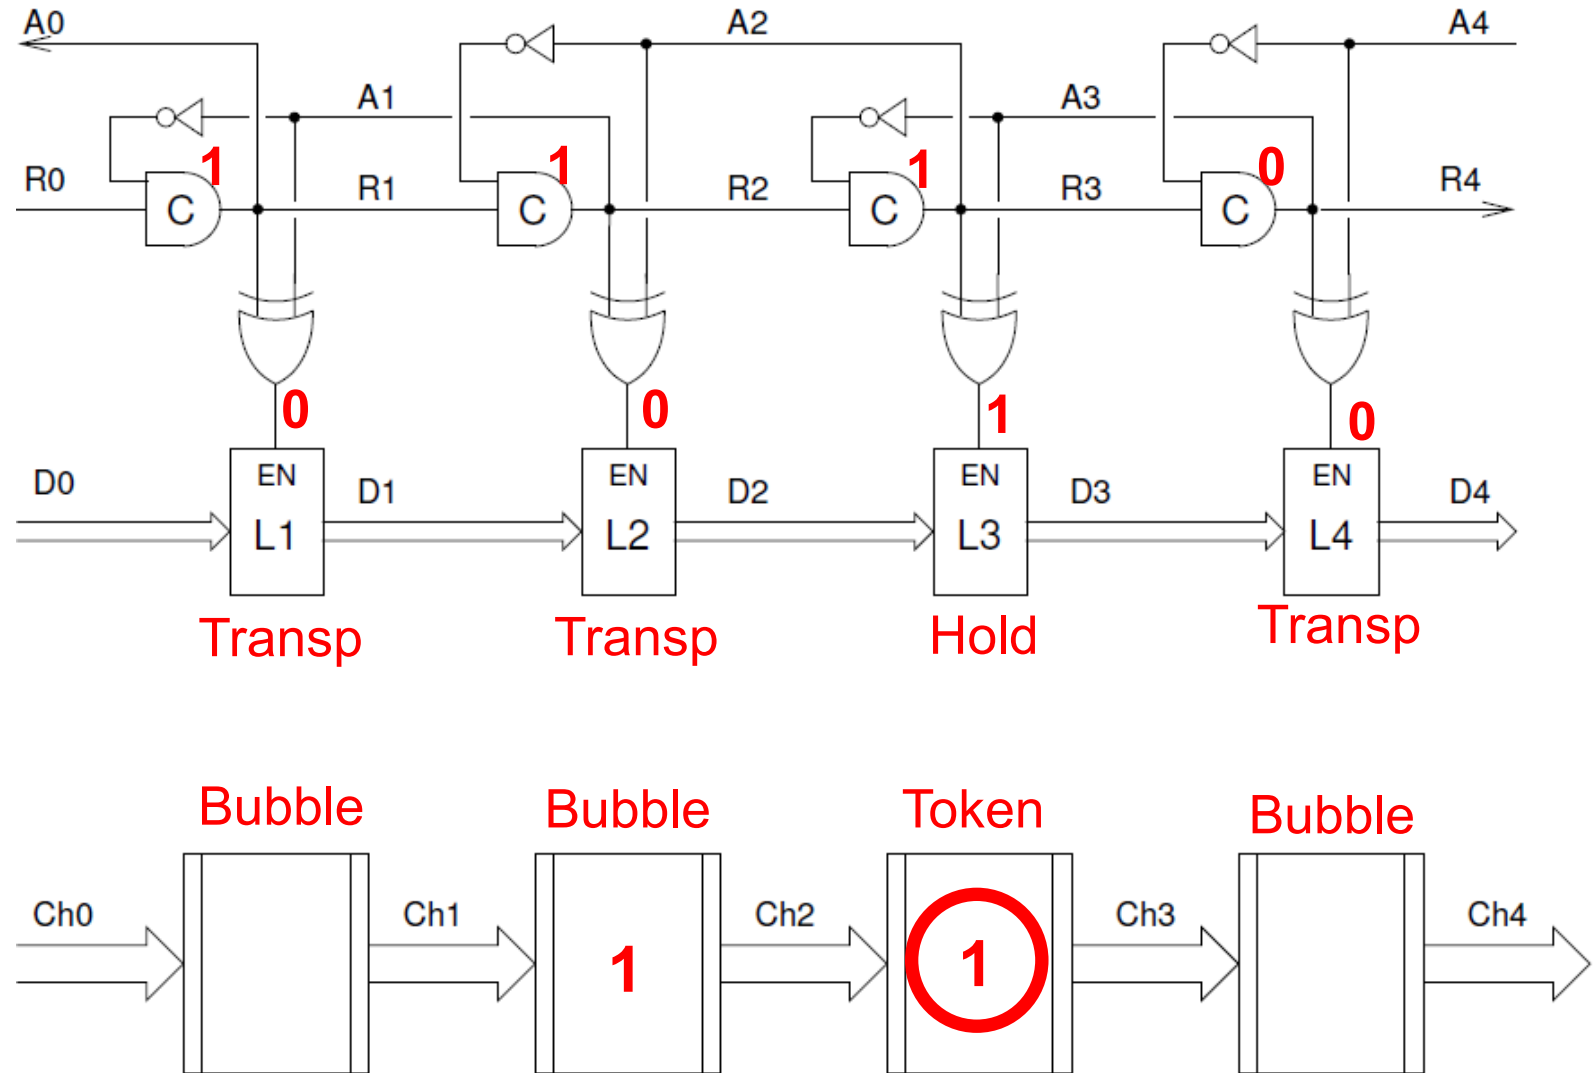 A0 A2 A4
A1 A3
1 1 1 0
R0 R1 R2 R3 R4
C C C C
0 0 1 0
EN EN EN EN
D0 D1 D2 D3 D4
L1 L2 L3 L4
Transp Transp Hold Transp
Bubble Bubble Token Bubble
Ch0 Ch1 Ch2 Ch3 Ch4
1 1